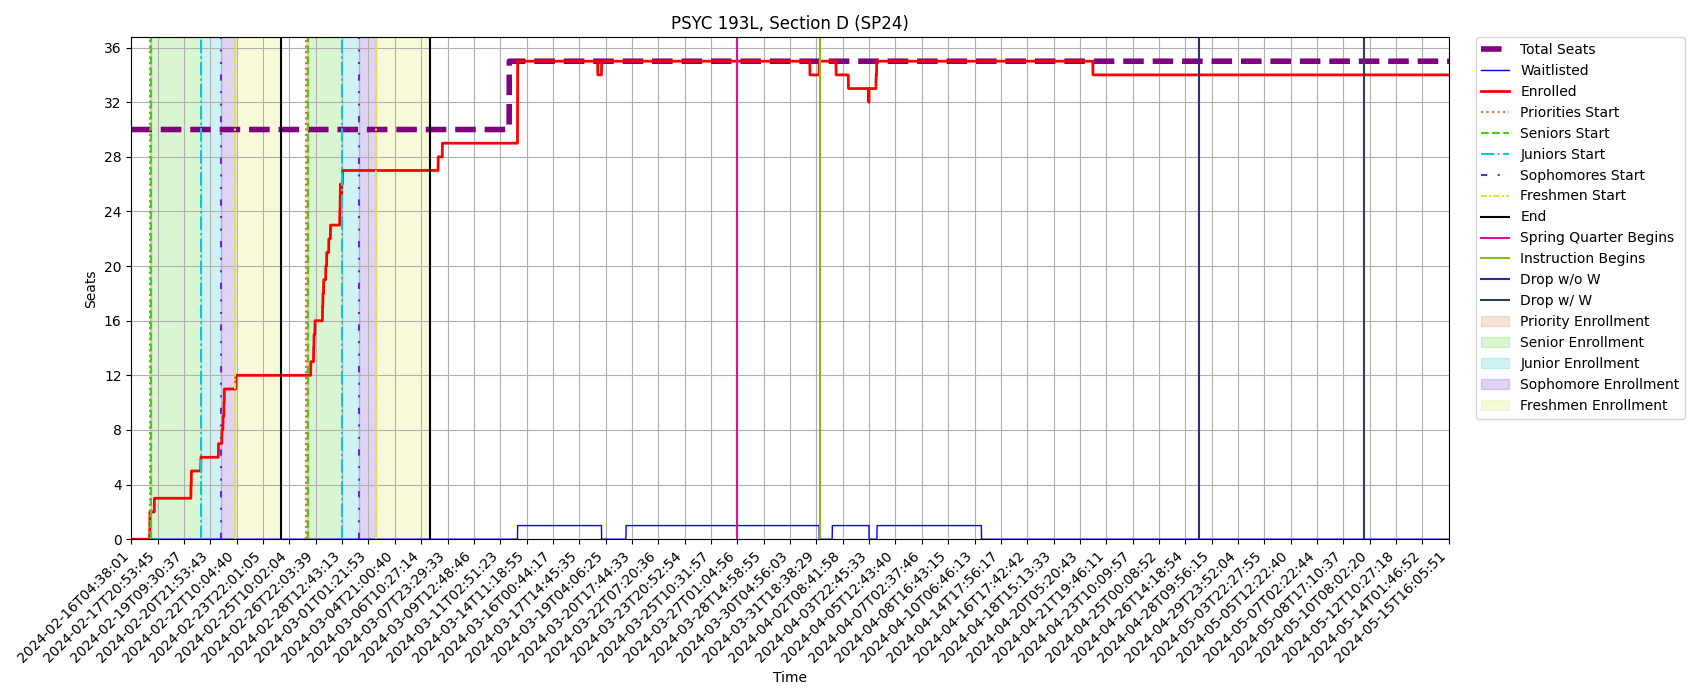 PSYC 193L, Section D (SP24)
36
32
28
24
20
16
12
8
4
0
Seats
2024-02-16T04:38:01
2024-02-17T20:53:45
2024-02-19T09:30:37
2024-02-20T21:53:43
2024-02-22T10:04:40
2024-02-23T22:01:05
2024-02-25T10:02:04
2024-02-26T22:03:39
2024-02-28T12:43:13
2024-03-01T01:21:53
2024-03-04T21:00:40
2024-03-06T10:27:14
2024-03-07T23:29:33
2024-03-09T12:48:46
2024-03-11T02:51:23
2024-03-14T11:18:55
2024-03-16T00:44:17
2024-03-17T14:45:35
2024-03-19T04:06:25
2024-03-20T17:44:33
2024-03-22T07:20:36
2024-03-23T20:52:54
2024-03-25T10:31:57
2024-03-27T01:04:56
2024-03-28T14:58:55
2024-03-30T04:56:03
2024-03-31T18:38:29
2024-04-02T08:41:58
2024-04-03T22:45:33
2024-04-05T12:43:40
2024-04-07T02:37:46
2024-04-08T16:43:15
2024-04-10T06:46:13
2024-04-14T17:56:17
2024-04-16T17:42:42
2024-04-18T15:13:33
2024-04-20T05:20:43
2024-04-21T19:46:11
2024-04-23T10:09:57
2024-04-25T00:08:52
2024-04-26T14:18:54
2024-04-28T09:56:15
2024-04-29T23:52:04
2024-05-03T22:27:55
2024-05-05T12:22:40
2024-05-07T02:22:44
2024-05-08T17:10:37
2024-05-10T08:02:20
2024-05-12T10:27:18
2024-05-14T01:46:52
2024-05-15T16:05:51
Time
Total Seats
Waitlisted
Enrolled
Priorities Start
Seniors Start
Juniors Start
Sophomores Start
Freshmen Start
End
Spring Quarter Begins
Instruction Begins
Drop w/o W
Drop w/ W
Priority Enrollment
Senior Enrollment
Junior Enrollment
Sophomore Enrollment
Freshmen Enrollment